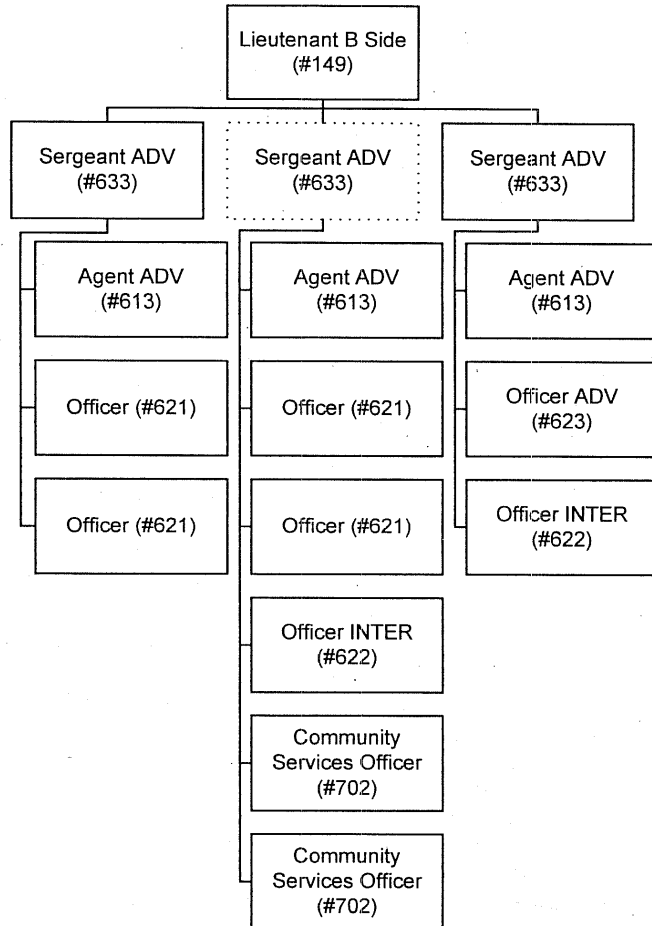 Lieutenant B Side
(#149)
Sergeant ADV
(#633)
Sergeant ADV
(#633)
Sergeant ADV
(#633)
Agent ADV
(#613)
Officer (#621)
Officer (#621)
Agent ADV
(#613)
Officer (#621)
Officer (#621)
Officer INTER
(#622)
Community
Services Officer
(#702)
Community
Services Officer
(#702)
Agent ADV
(#613)
Officer ADV
(#623)
Officer INTER
(#622)